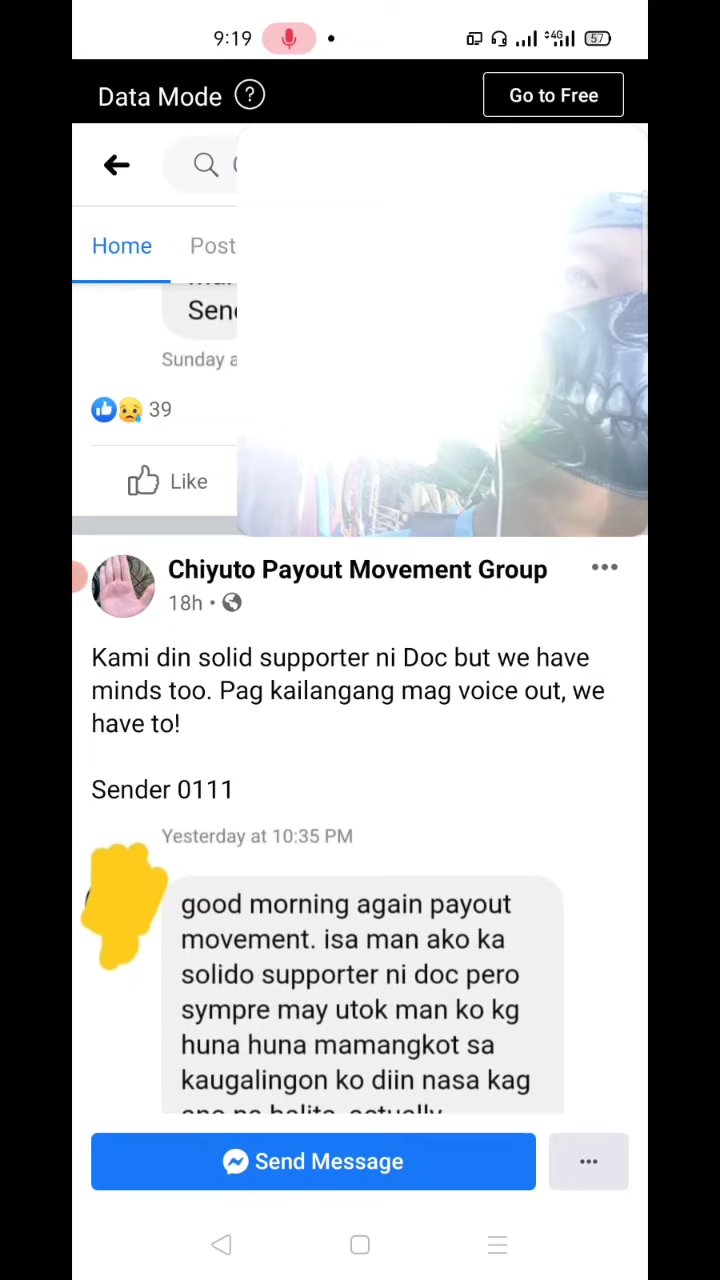 9:19
4G
57
Data Mode ?
Go to Free
Home
Post
Sunday
39
Like
Chiyuto Payout Movement Group
18h
Kami din solid supporter ni Doc but we have
minds too. Pag kailangang mag voice out, we
have to!
Sender 0111
Yesterday at 10:35 PM
good morning again payout
movement. isa man ako ka
solido supporter ni doc pero
sympre may utok man ko kg
huna huna mamangkot sa
kaugalingon ko diin nasa kag
Send Message